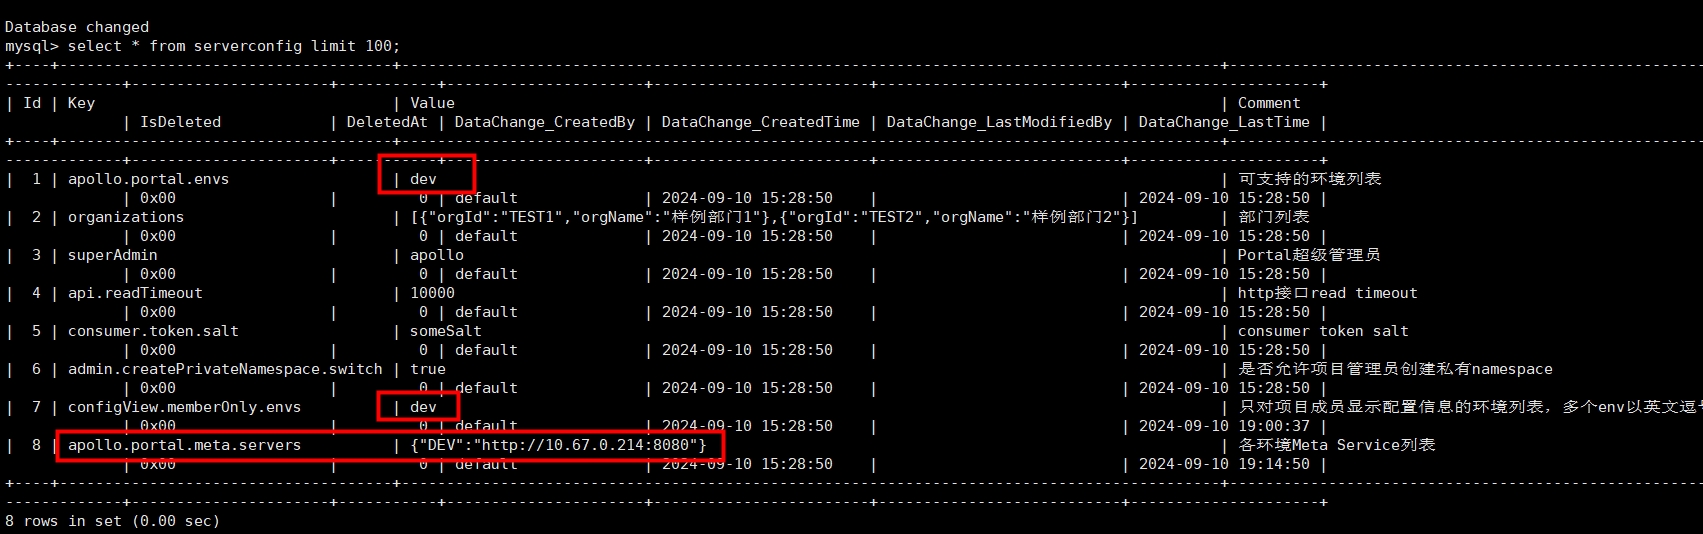 Database changed
mysql> select * from serverconfig limit 100;
+----+-------------------------------------+--------------------------------------------------------------------------------------------+-----------------------------------------------------
-------------+----------------------+-----------+----------------------+------------------------+---------------------------+---------------------+
| Id | Key | Value | Comment
| IsDeleted | DeletedAt | DataChange_CreatedBy | DataChange_CreatedTime | DataChange_LastModifiedBy | DataChange_LastTime |
+----+-------------------------------------+--------------------------------------------------------------------------------------------+-----------------------------------------------------
-------------+----------------------+-----------+----------------------+------------------------+---------------------------+---------------------+
| 1 | apollo.portal.envs | dev | 可支持的环境列表
| 0x00 | 0 | default | 2024-09-10 15:28:50 | | 2024-09-10 15:28:50 |
| 2 | organizations | [{"orgId":"TEST1","orgName":"样例部门1"},{"orgId":"TEST2","orgName":"样例部门2"}] | 部门列表
| 0x00 | 0 | default | 2024-09-10 15:28:50 | | 2024-09-10 15:28:50 |
| 3 | superAdmin | apollo | Portal超级管理员
| 0x00 | 0 | default | 2024-09-10 15:28:50 | | 2024-09-10 15:28:50 |
| 4 | api.readTimeout | 10000 | http接口read timeout
| 0x00 | 0 | default | 2024-09-10 15:28:50 | | 2024-09-10 15:28:50 |
| 5 | consumer.token.salt | someSalt | consumer token salt
| 0x00 | 0 | default | 2024-09-10 15:28:50 | | 2024-09-10 15:28:50 |
| 6 | admin.createPrivateNamespace.switch | true | 是否允许项目管理员创建私有namespace
| 0x00 | 0 | default | 2024-09-10 15:28:50 | | 2024-09-10 15:28:50 |
| 7 | configView.memberOnly.envs | dev | 只对项目成员显示配置信息的环境列表，多个env以英文逗
| 0x00 | 0 | default | 2024-09-10 15:28:50 | | 2024-09-10 19:00:37 |
| 8 | apollo.portal.meta.servers | {"DEV":"http://10.67.0.214:8080"} | 各环境Meta Service列表
| 0x00 | 0 | default | 2024-09-10 15:28:50 | | 2024-09-10 19:14:50 |
+----+-------------------------------------+--------------------------------------------------------------------------------------------+-----------------------------------------------------
-------------+----------------------+-----------+----------------------+------------------------+---------------------------+---------------------+
8 rows in set (0.00 sec)